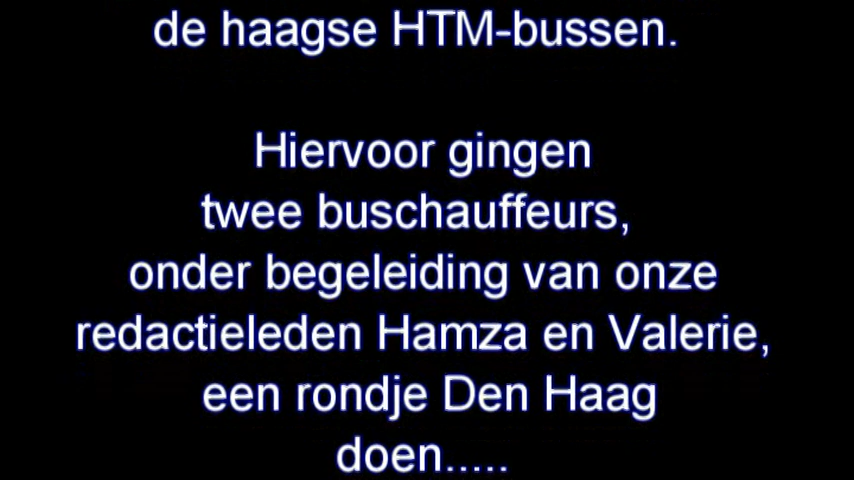 de haagse HTM-bussen.
Hiervoor gingen
twee buschauffeurs,
onder begeleiding van onze
redactieleden Hamza en Valerie,
een rondje Den Haag
doen.....